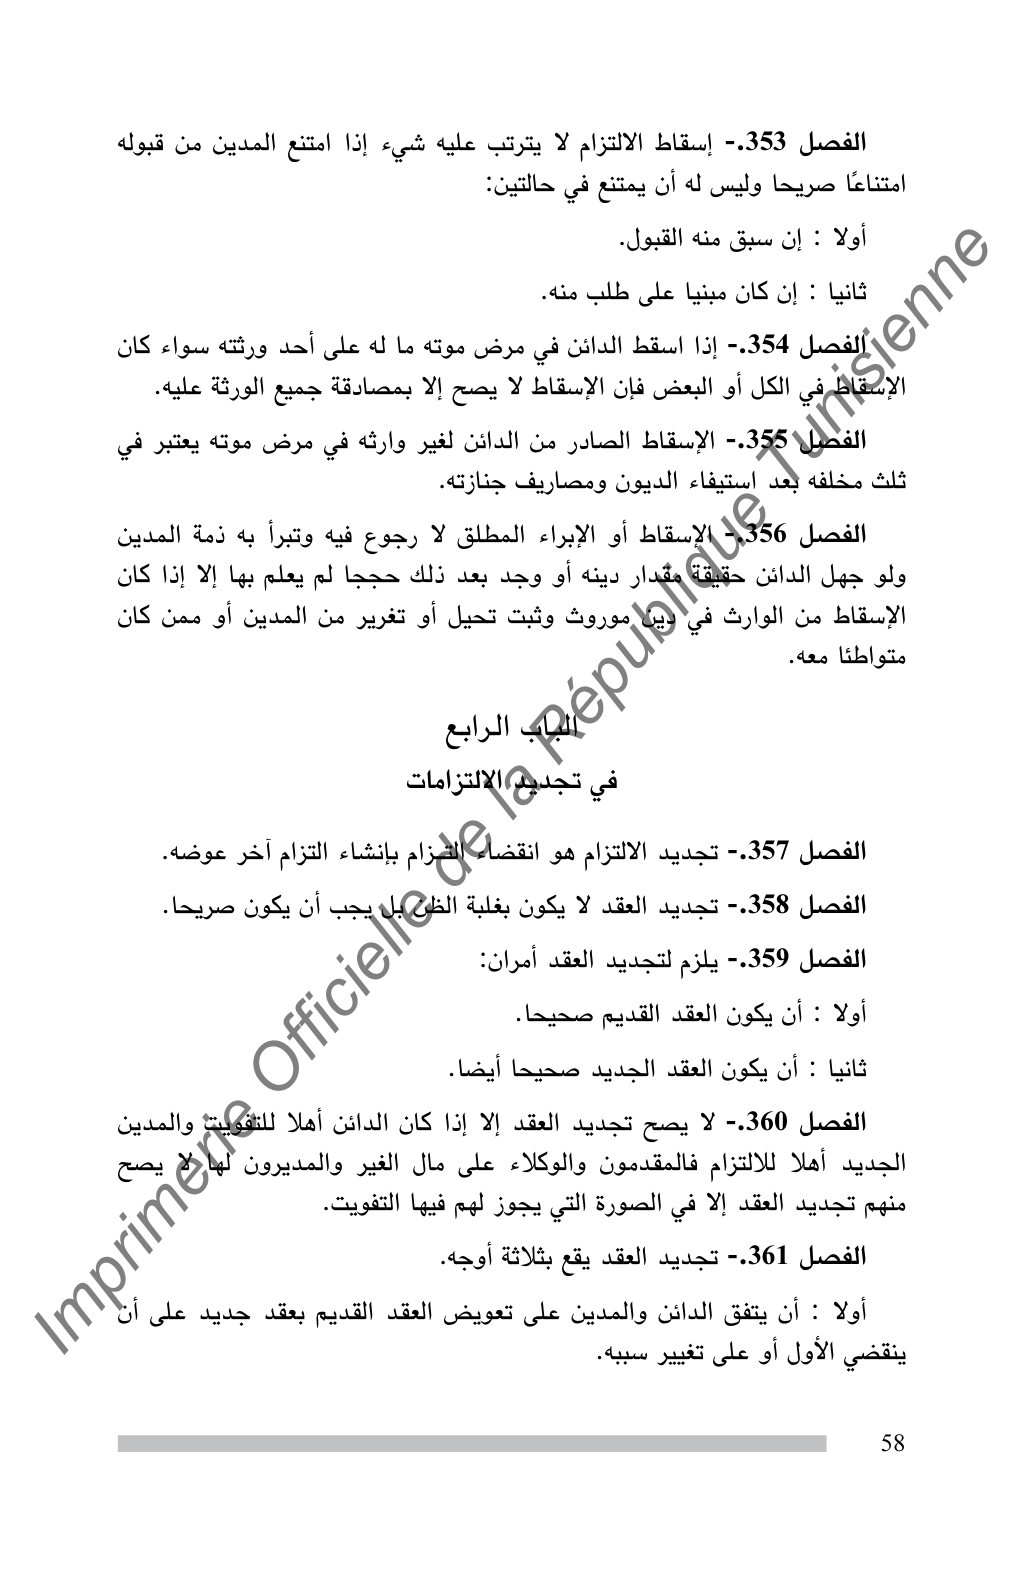 الفصل 353.- إسقاط الالتزام لا يترتب عليه شيء إذا امتنع المدين من قبوله
امتناعًا صريحا وليس له أن يمتنع في حالتين:
أولا : إن سبق منه القبول.
ثانيا : إن كان مبنيا على طلب منه.
الفصل 354.- إذا اسقط الدائن في مرض موته ما له على أحد ورثته سواء كان
الإسقاط في الكل أو البعض فإن الإسقاط لا يصح إلا بمصادقة جميع الورثة عليه.
الفصل 355.- الإسقاط الصادر من الدائن لغير وارثه في مرض موته يعتبر في
ثلث مخلفه بعد استيفاء الديون ومصاريف جنازته.
الفصل 356.- الإسقاط أو الإبراء المطلق لا رجوع فيه وتبرأ به ذمة المدين
ولو جهل الدائن حقيقة مقدار دينه أو وجد بعد ذلك حججا لم يعلم بها إلا إذا كان
الإسقاط من الوارث في دين موروث وثبت تحيل أو تغرير من المدين أو ممن كان
متواطئا معه.
الباب الرابع
في تجديد الالتزامات
الفصل 357.- تجديد الالتزام هو انقضاء التزام بإنشاء التزام آخر عوضه.
الفصل 358.- تجديد العقد لا يكون بغلبة الظن بل يجب أن يكون صريحا.
الفصل 359.- يلزم لتجديد العقد أمران:
أولا : أن يكون العقد القديم صحيحا.
ثانيا : أن يكون العقد الجديد صحيحا أيضا.
الفصل 360.- لا يصح تجديد العقد إلا إذا كان الدائن أهلا للتفويت والمدين
الجديد أهلا للالتزام فالمقدمون والوكلاء على مال الغير والمديرون لها لا يصح
منهم تجديد العقد إلا في الصورة التي يجوز لهم فيها التفويت.
الفصل 361.- تجديد العقد يقع بثلاثة أوجه.
أولا : أن يتفق الدائن والمدين على تعويض العقد القديم بعقد جديد على أن
ينقضي الأول أو على تغيير سببه.
58
Imprimerie Officielle de la République Tunisienne